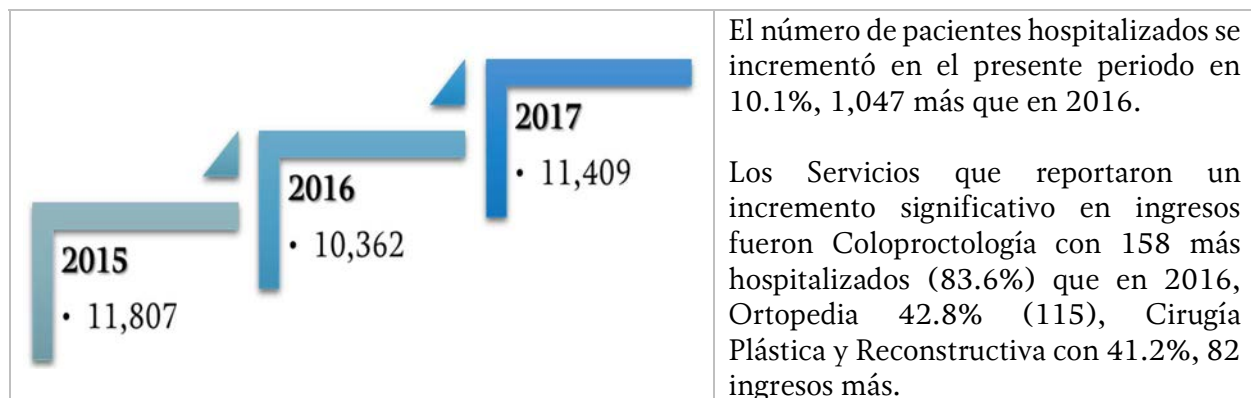 2015
• 11,807
2016
• 10,362
2017
• 11,409
El número de pacientes hospitalizados se
incrementó en el presente periodo en
10.1%, 1,047 más que en 2016.
Los Servicios que reportaron un
incremento significativo en ingresos
fueron Coloproctología con 158 más
hospitalizados (83.6%) que en 2016,
Ortopedia 42.8% (115), Cirugía
Plástica y Reconstructiva con 41.2%, 82
ingresos más.